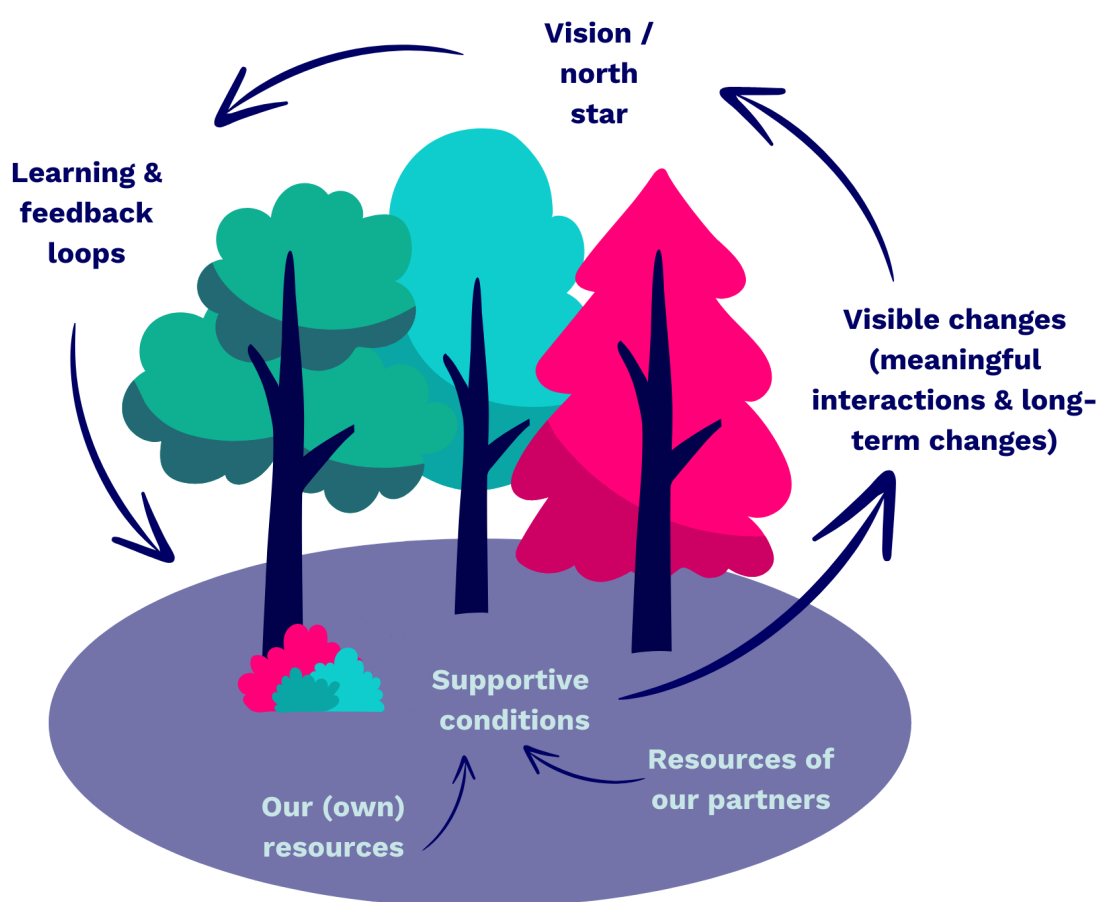 Vision /
north
star
Learning &
feedback
loops
Visible changes
(meaningful
interactions & long-
term changes)
Supportive
conditions
Resources of
our partners
Our (own)
resources